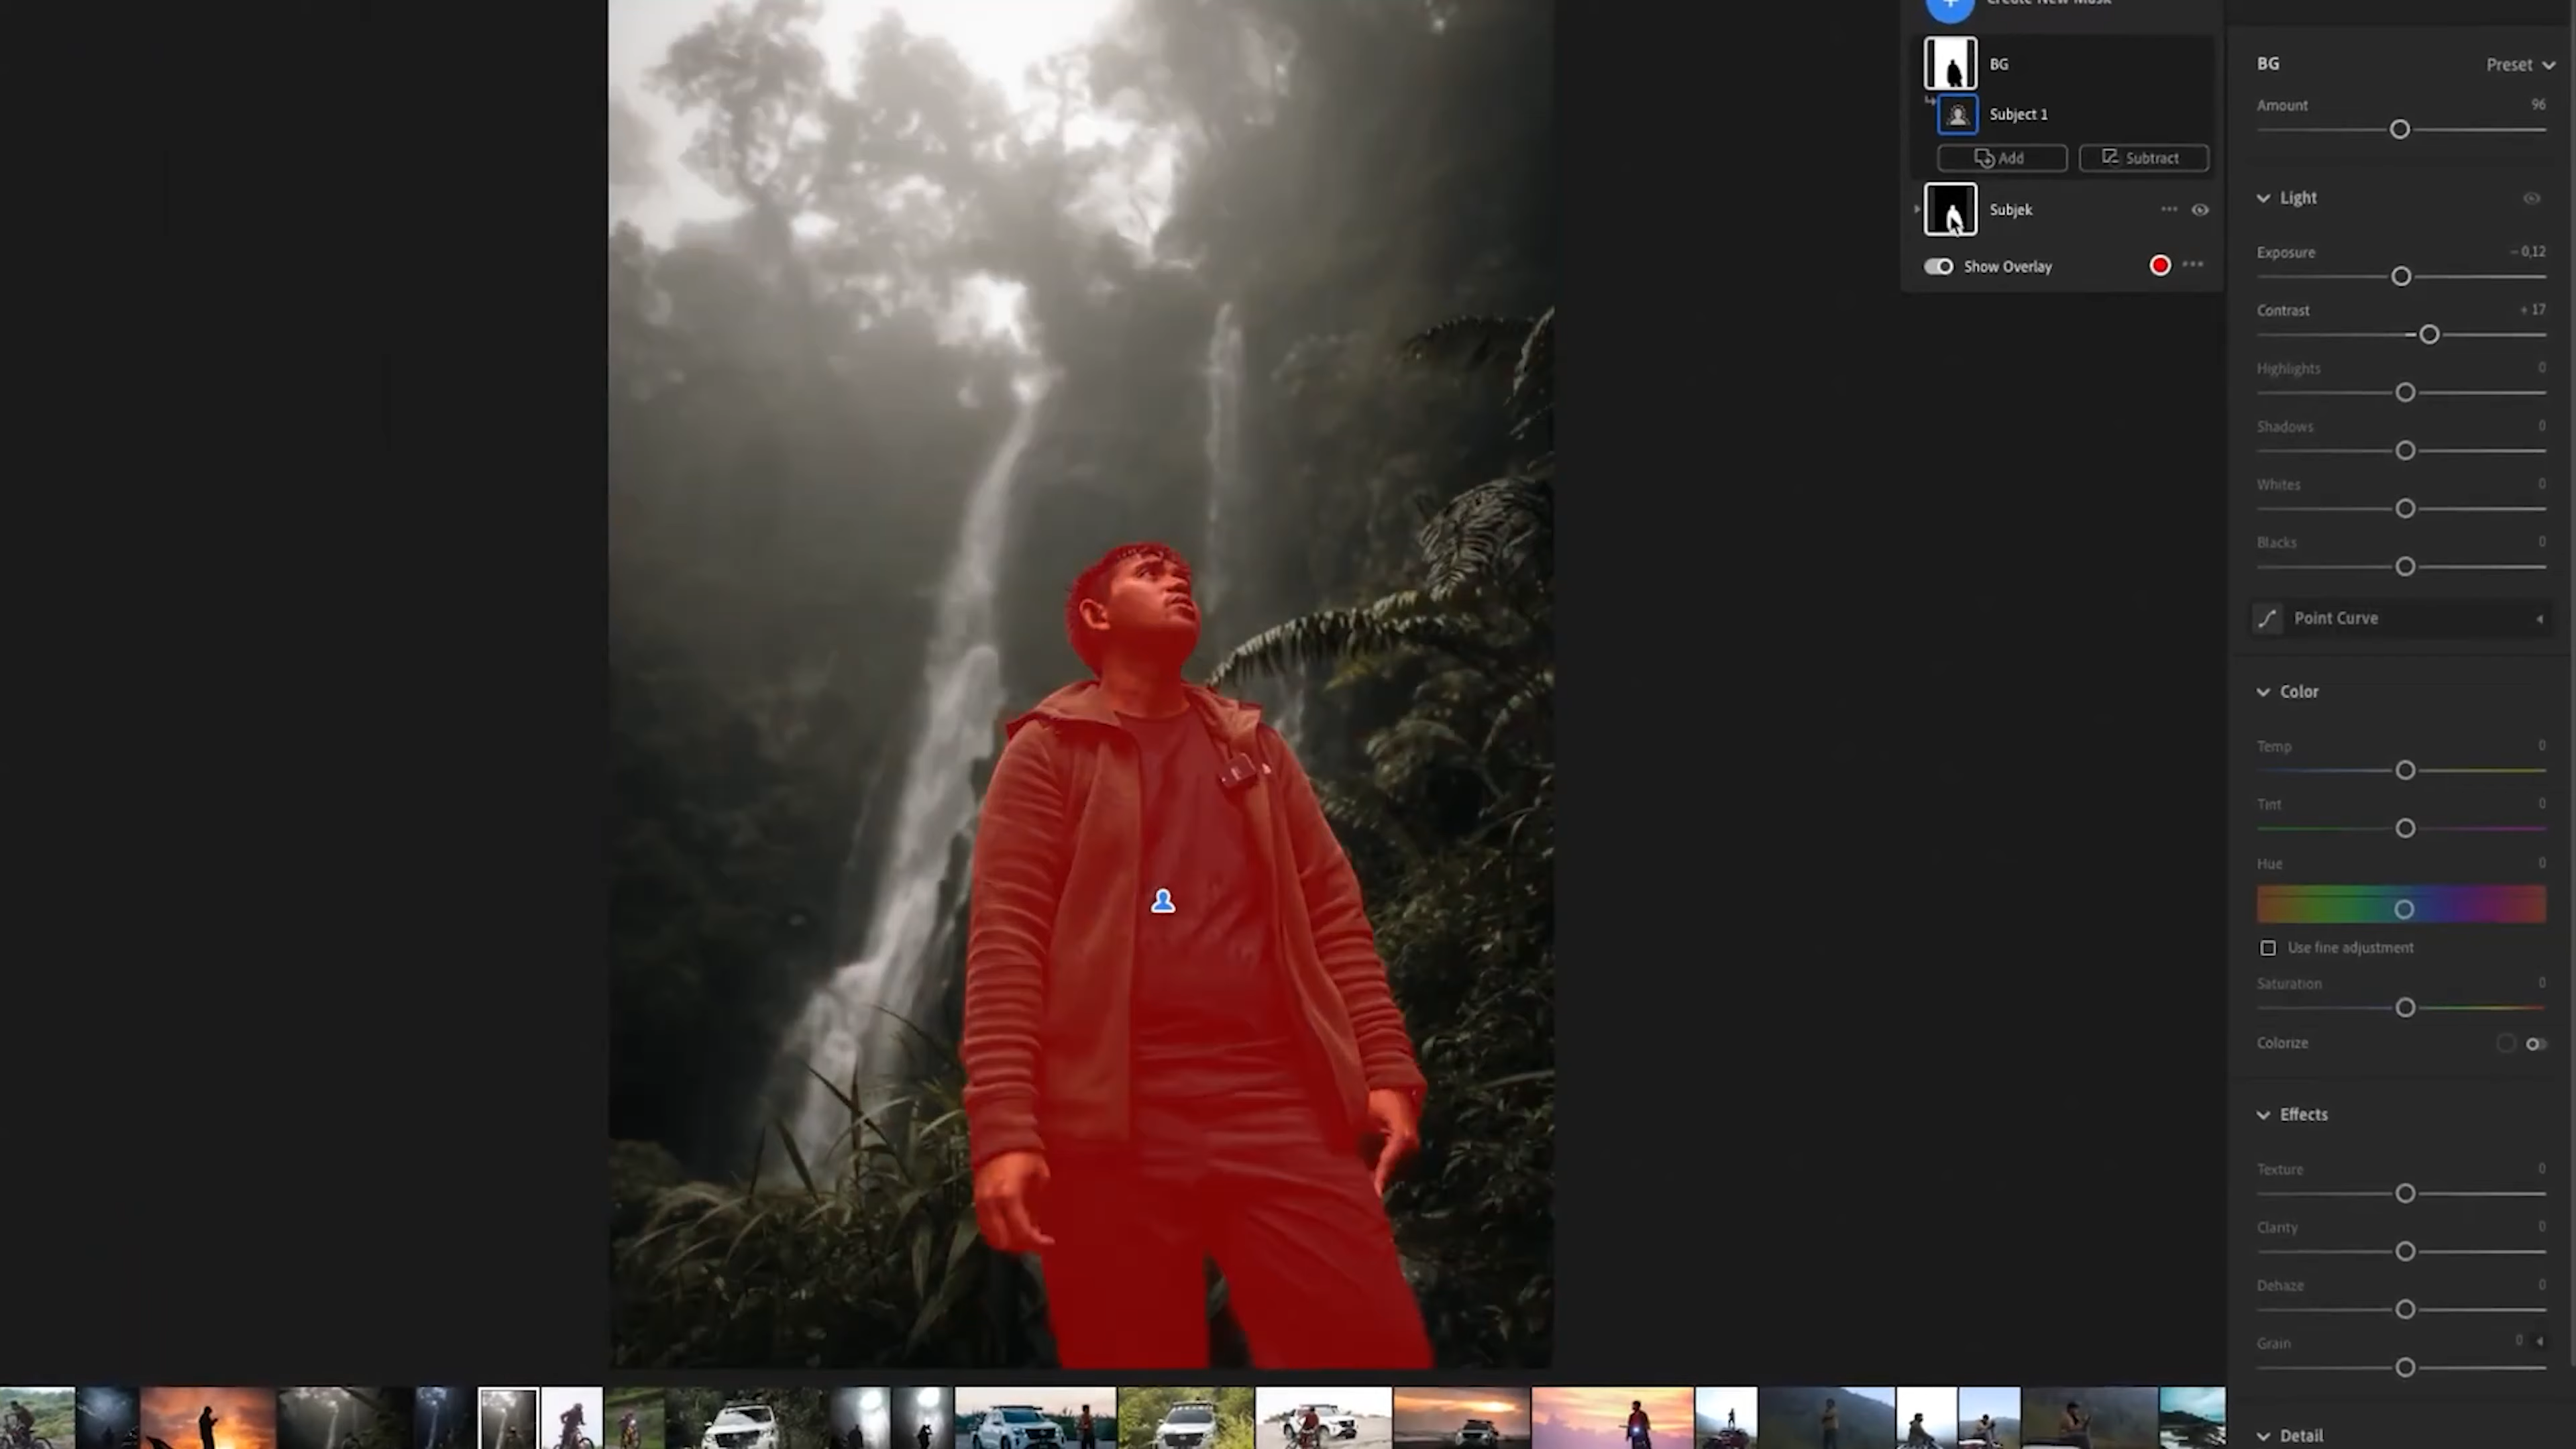 Create New Mask
BG
Subject 1
Add
Subtract
Subjek
Show Overlay
BG
Preset
Amount
96
Light
Exposure
− 0,12
Contrast
+ 17
Highlights
0
Shadows
0
Whites
0
Blacks
0
Point Curve
Color
Temp
0
Tint
0
Hue
0
Use fine adjustment
Saturation
0
Colorize
Effects
Texture
0
Clarity
0
Dehaze
0
Grain
0
Detail